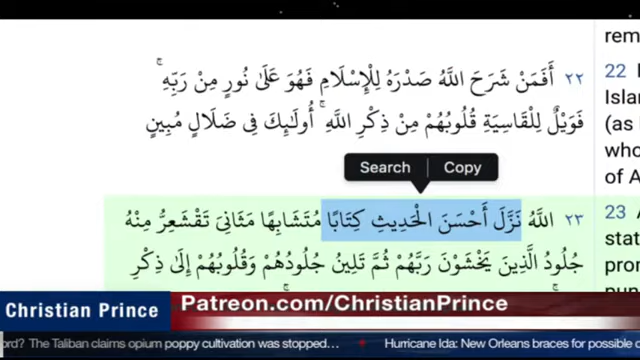 rem
٢٢ أَفَمَنْ شَرَحَ اللَّهُ صَدْرَهُ لِلْإِسْلَامِ فَهُوَ عَلَىٰ نُورٍ مِنْ رَبِّهِ ۚ
فَوَيْلٌ لِلْقَاسِيَةِ قُلُوبُهُمْ مِنْ ذِكْرِ اللَّهِ ۚ أُولَٰئِكَ فِي ضَلَالٍ مُبِينٍ
22
Islan
(as
who
of A
Search Copy
٢٣ اللَّهُ نَزَّلَ أَحْسَنَ الْحَدِيثِ كِتَابًا مُتَشَابِهًا مَثَانِيَ تَقْشَعِرُّ مِنْهُ
جُلُودُ الَّذِينَ يَخْشَوْنَ رَبَّهُمْ ثُمَّ تَلِينُ جُلُودُهُمْ وَقُلُوبُهُمْ إِلَىٰ ذِكْرِ
23
stat
pron
Christian Prince
Patreon.com/ChristianPrince
ord? The Taliban claims opium poppy cultivation was stopped... Hurricane Ida: New Orleans braces for possible